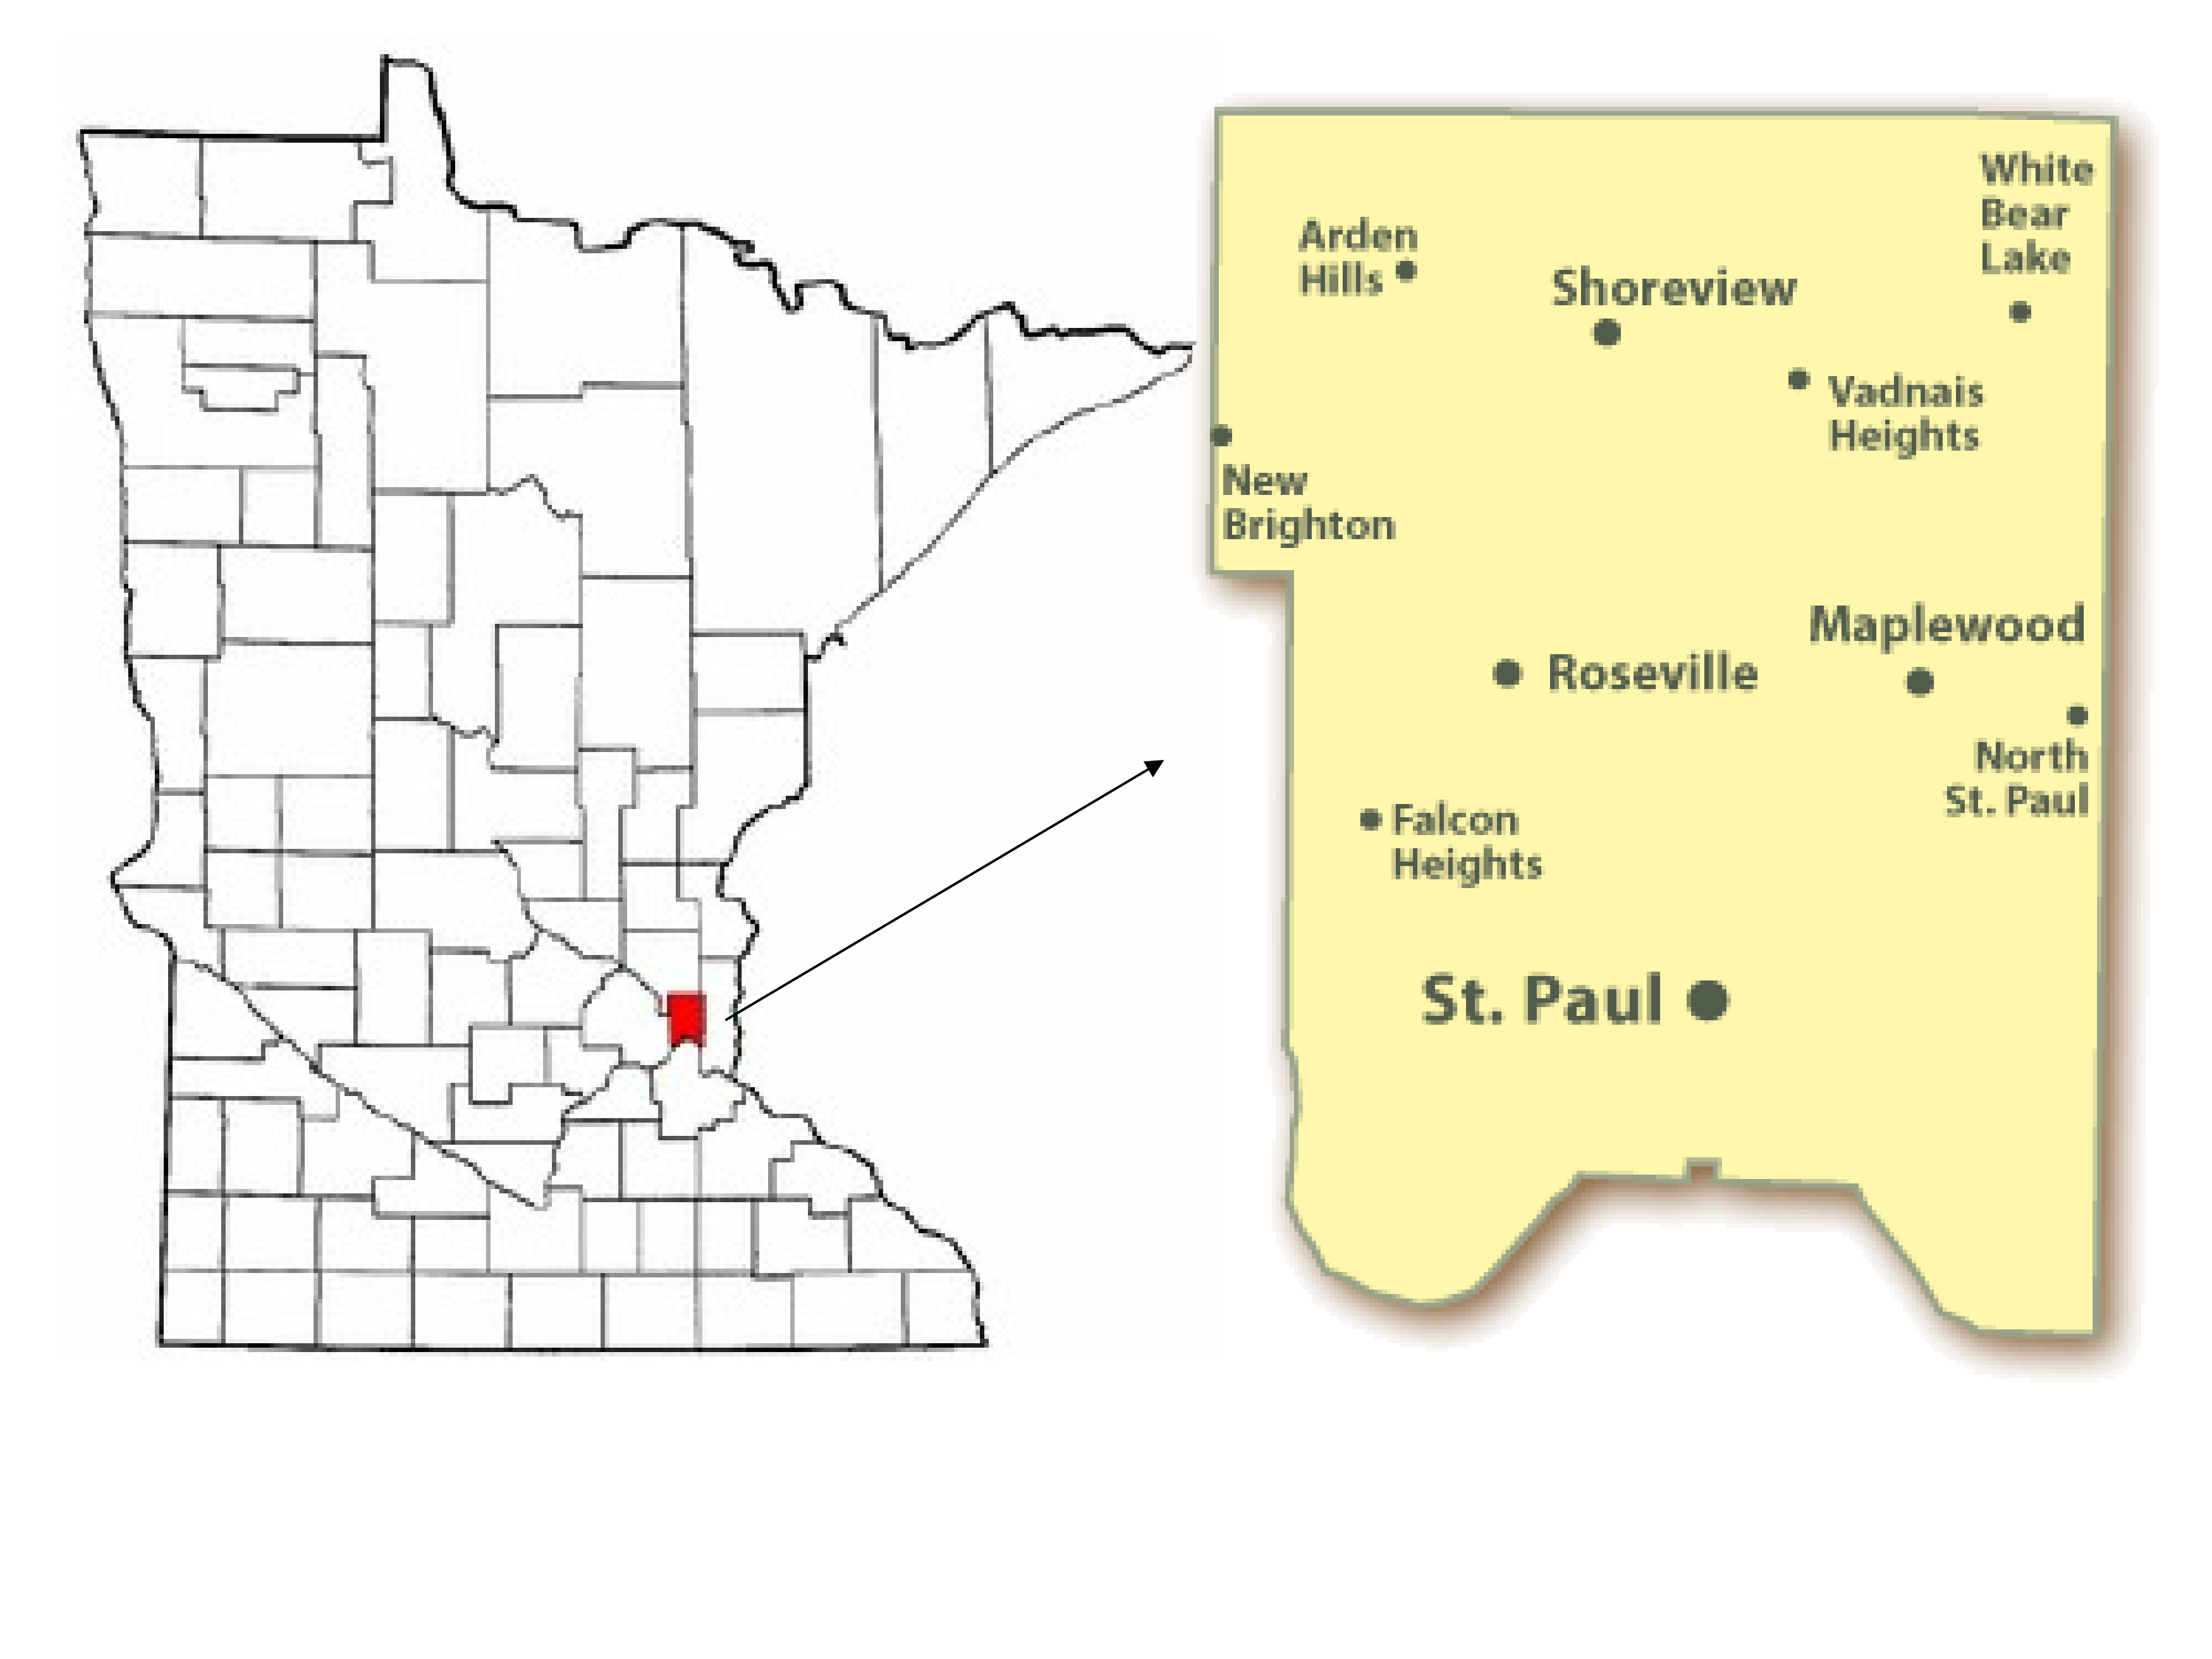 White
Bear
Lake
Arden
Hills
Shoreview
Vadnais
Heights
New
Brighton
Maplewood
Roseville
North
St. Paul
Falcon
Heights
St. Paul